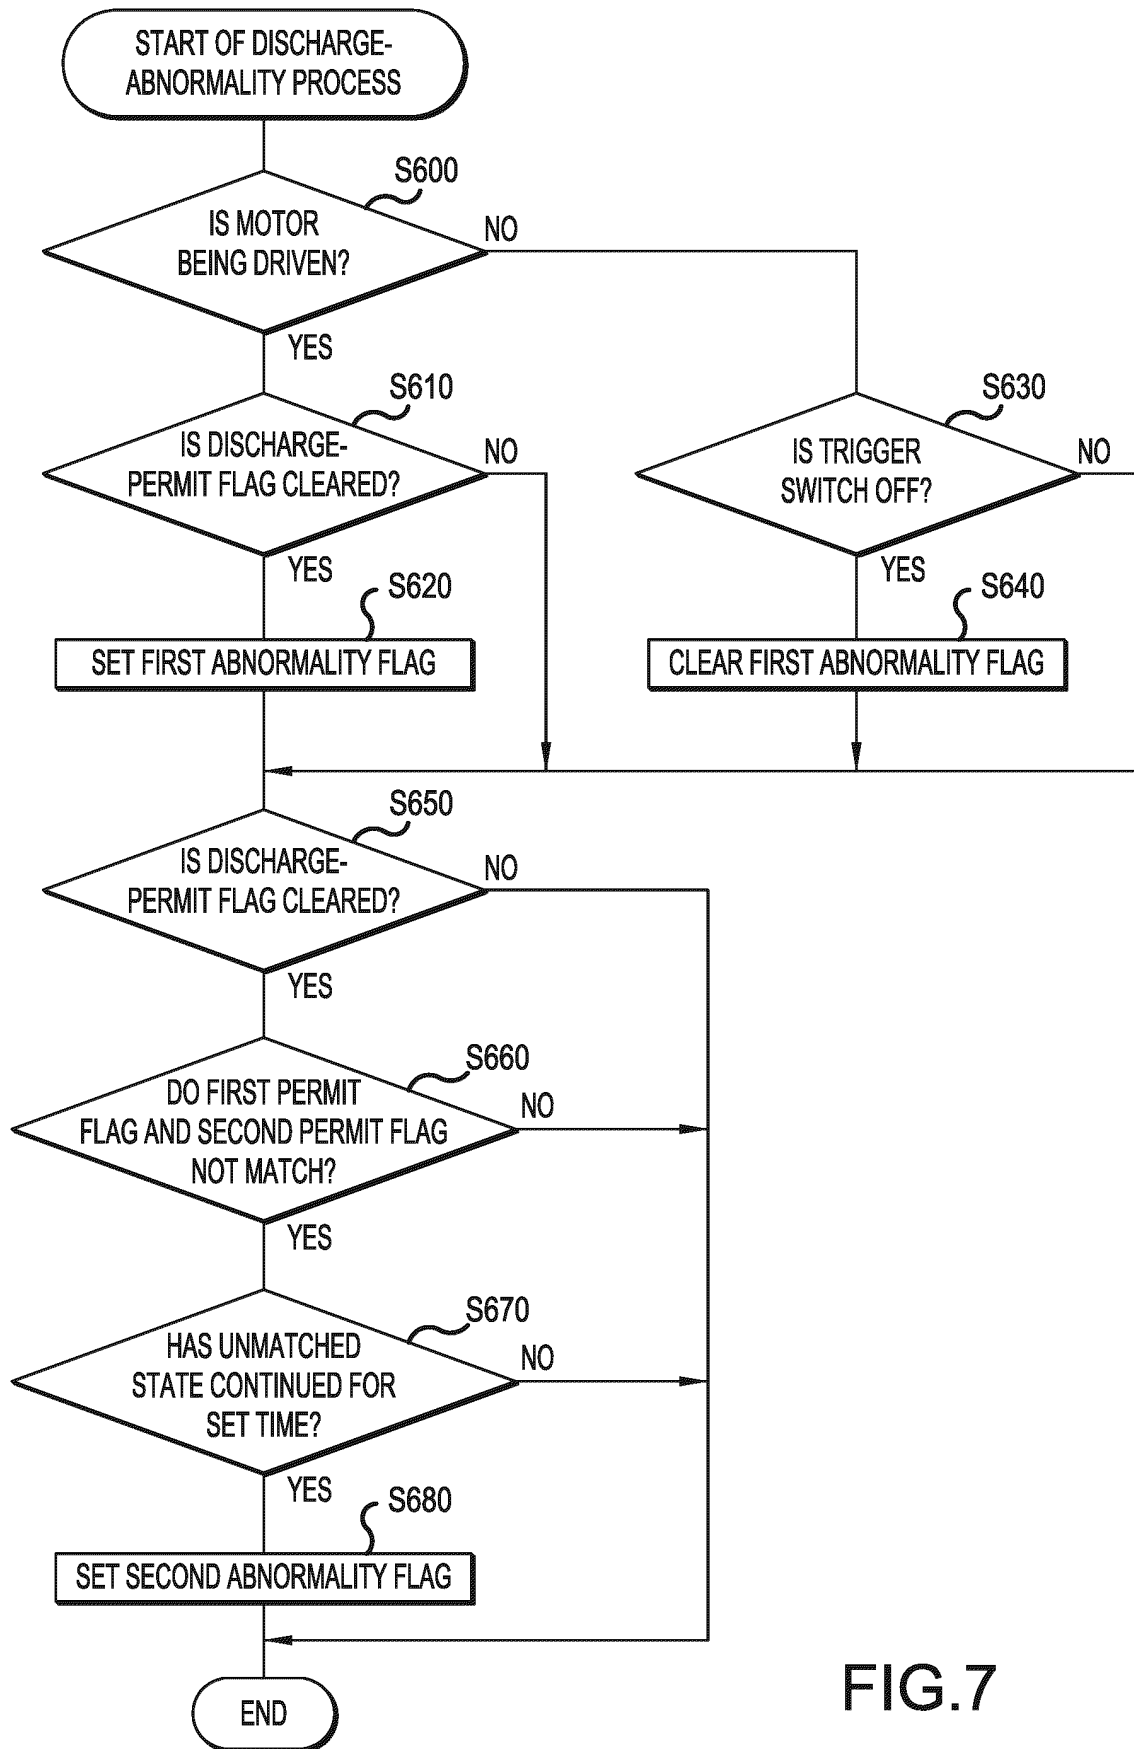 START OF DISCHARGE-
ABNORMALITY PROCESS
S600
IS MOTOR
BEING DRIVEN?
NO
YES
S610
IS DISCHARGE-
PERMIT FLAG CLEARED?
NO
YES
S630
IS TRIGGER
SWITCH OFF?
NO
YES
S620
SET FIRST ABNORMALITY FLAG
S640
CLEAR FIRST ABNORMALITY FLAG
S650
IS DISCHARGE-
PERMIT FLAG CLEARED?
NO
YES
S660
DO FIRST PERMIT
FLAG AND SECOND PERMIT FLAG
NOT MATCH?
NO
YES
S670
HAS UNMATCHED
STATE CONTINUED FOR
SET TIME?
NO
YES
S680
SET SECOND ABNORMALITY FLAG
END
FIG.7